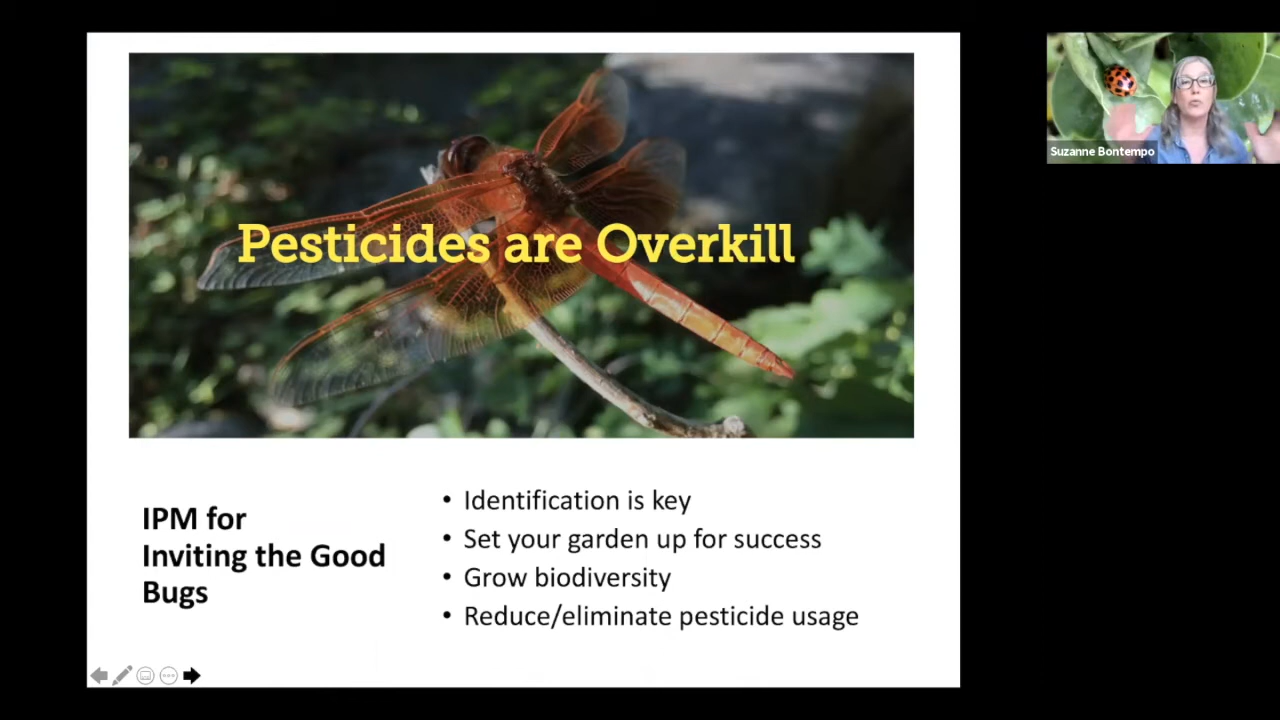 Pesticides are Overkill
Suzanne Bontempo
IPM for
Inviting the Good
Bugs
• Identification is key
• Set your garden up for success
• Grow biodiversity
• Reduce/eliminate pesticide usage